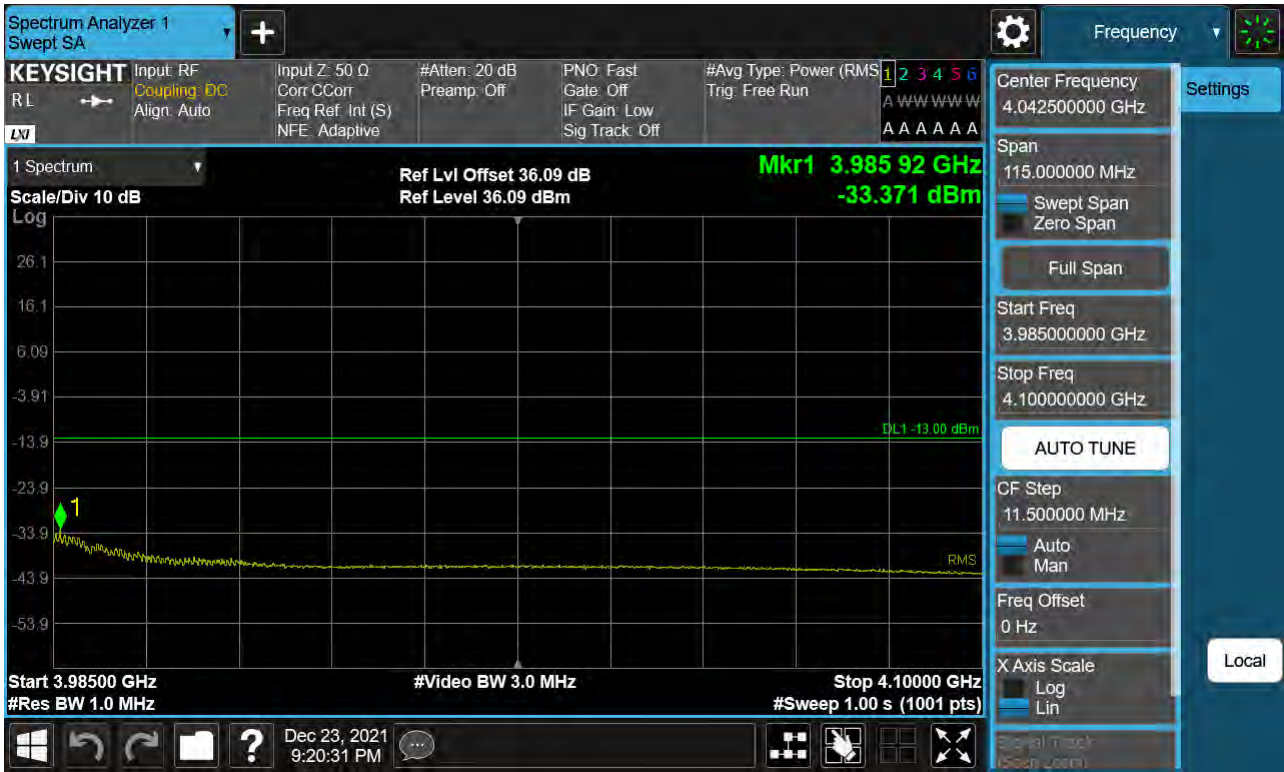 Spectrum Analyzer 1
Swept SA
+
Frequency
KEYSIGHT
RL
LXI
Input: RF
Coupling: DC
Align: Auto
Input Z: 50 Ω
Corr CCorr
Freq Ref: Int (S)
NFE: Adaptive
#Atten: 20 dB
Preamp: Off
PNO: Fast
Gate: Off
IF Gain: Low
Sig Track: Off
#Avg Type: Power (RMS
Trig: Free Run
1 2 3 4 5 6
A W W W W W
A A A A A A
1 Spectrum
Scale/Div 10 dB
Log
Ref Lvl Offset 36.09 dB
Ref Level 36.09 dBm
Mkr1 3.985 92 GHz
-33.371 dBm
26.1
16.1
6.09
-3.91
-13.9
-23.9
-33.9
-43.9
-53.9
DL1 -13.00 dBm
1
RMS
Start 3.98500 GHz
#Res BW 1.0 MHz
#Video BW 3.0 MHz
Stop 4.10000 GHz
#Sweep 1.00 s (1001 pts)
Center Frequency
4.042500000 GHz
Span
115.000000 MHz
Swept Span
Zero Span
Full Span
Start Freq
3.985000000 GHz
Stop Freq
4.100000000 GHz
AUTO TUNE
CF Step
11.500000 MHz
Auto
Man
Freq Offset
0 Hz
X Axis Scale
Log
Lin
Signal Track
(Span Zoom)
Settings
Local
?
Dec 23, 2021
9:20:31 PM